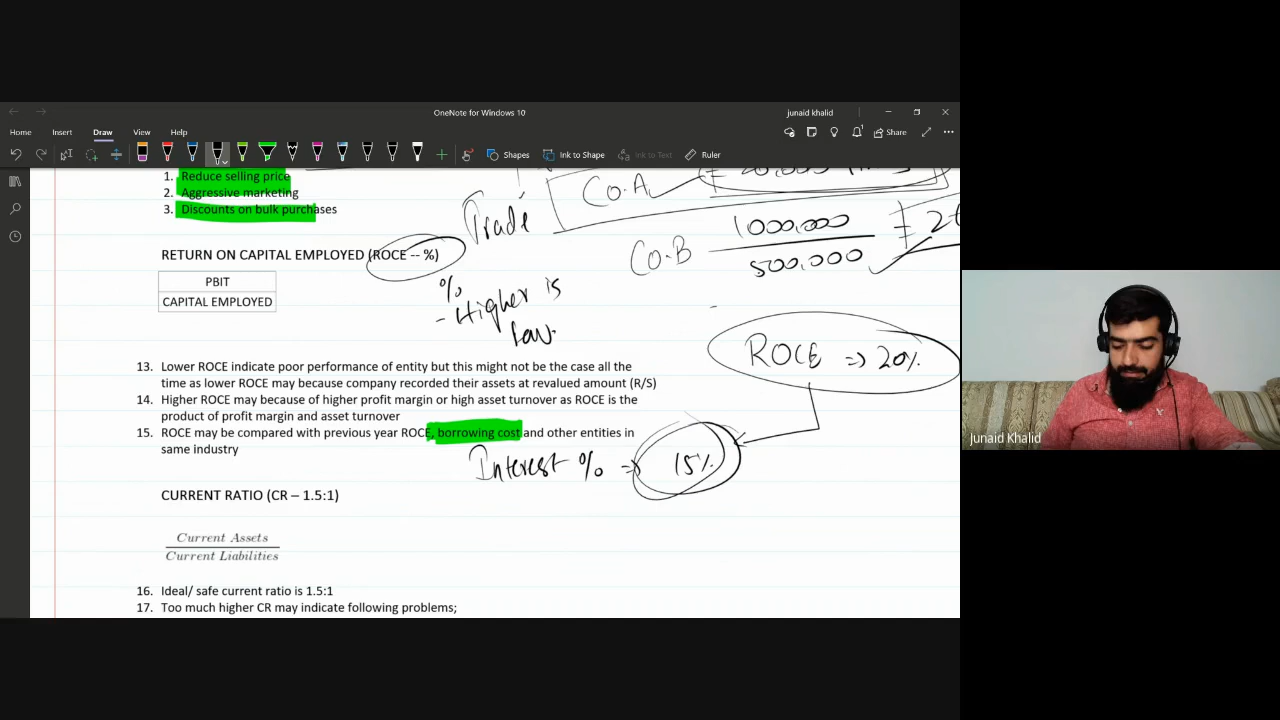 OneNote for Windows 10
junaid khalid
Home Insert Draw View Help
Share
Shapes Ink to Shape Ink to Text Ruler
1. Reduce selling price
2. Aggressive marketing
3. Discounts on bulk purchases
Trade
Co.A
20,000
Co.B 1000,000
500,000
RETURN ON CAPITAL EMPLOYED (ROCE -- %)
PBIT
CAPITAL EMPLOYED
%
- Higher is
fav.
ROCE => 20%
13. Lower ROCE indicate poor performance of entity but this might not be the case all the
time as lower ROCE may because company recorded their assets at revalued amount (R/S)
14. Higher ROCE may because of higher profit margin or high asset turnover as ROCE is the
product of profit margin and asset turnover
15. ROCE may be compared with previous year ROCE, borrowing cost and other entities in
same industry
Interest % => 15%
CURRENT RATIO (CR – 1.5:1)
Current Assets
Current Liabilities
16. Ideal/ safe current ratio is 1.5:1
17. Too much higher CR may indicate following problems;
Junaid Khalid